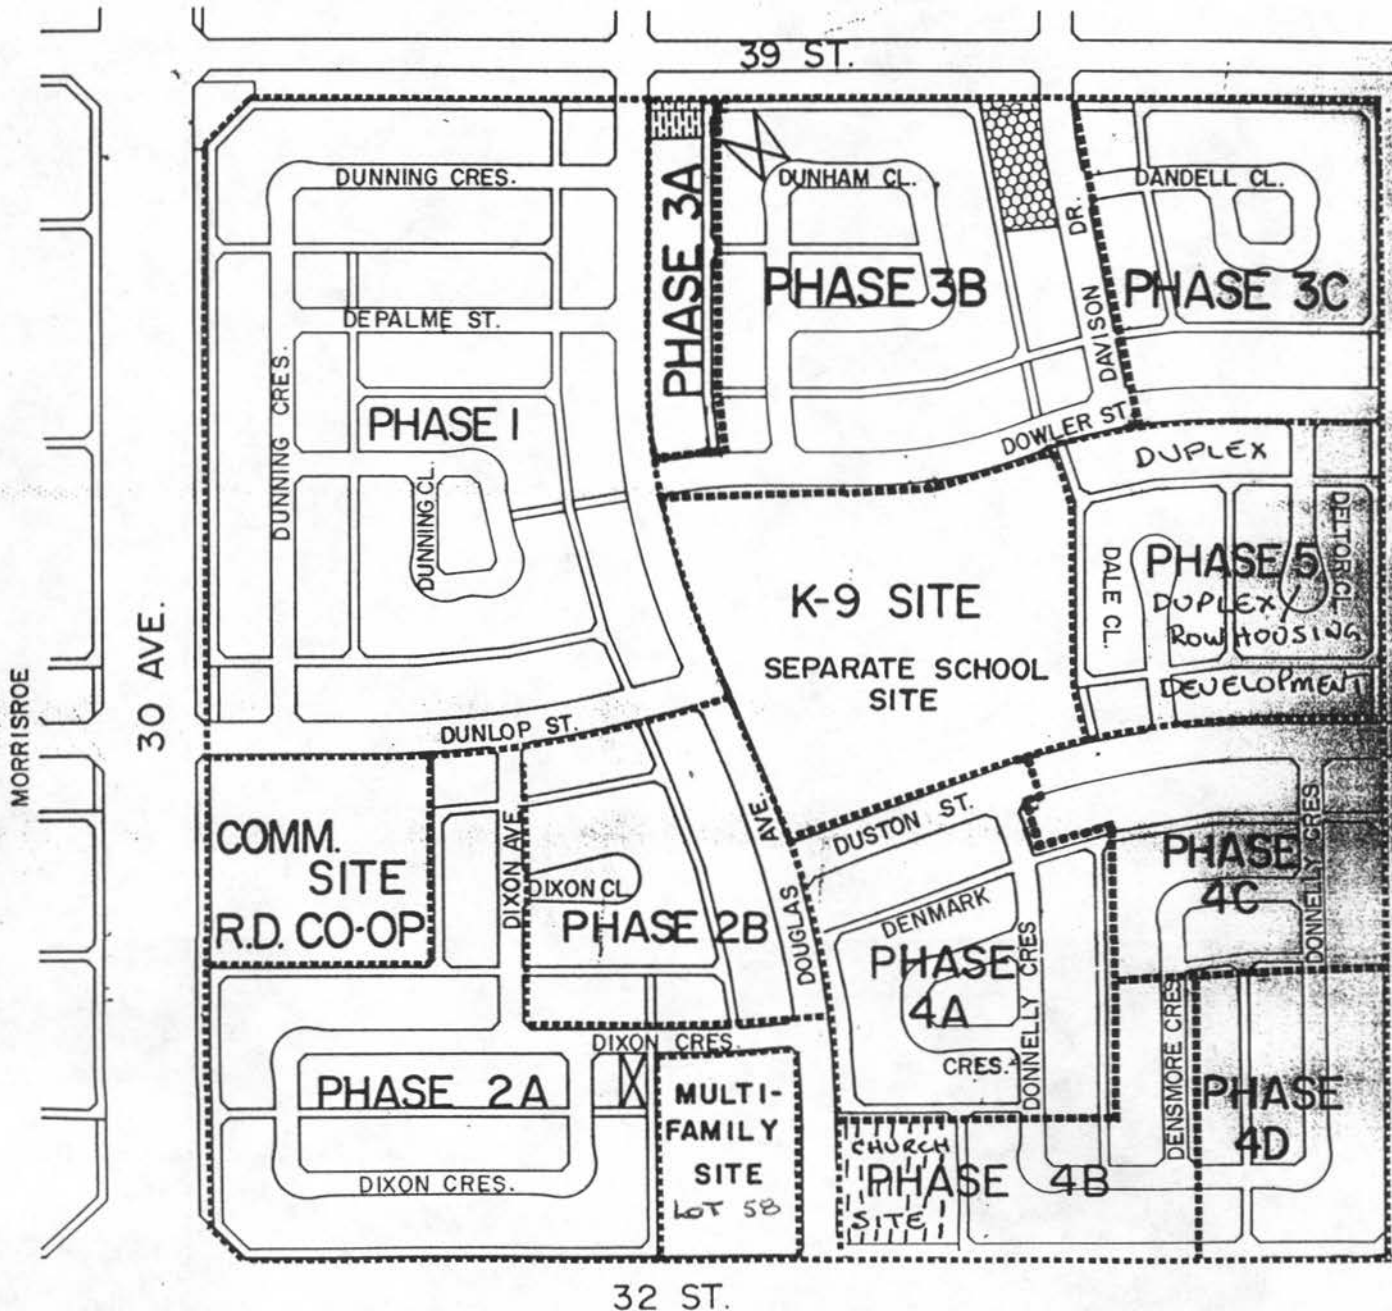 39 ST.
DUNNING CRES.
PHASE 3A
DUNHAM CL.
DANDELL CL.
DAVISON DR.
PHASE 3B
PHASE 3C
DEPALME ST.
DUNNING CRES.
PHASE 1
DOWLER ST
DUPLEX
DUNNING CL.
DELTOR CL
DALE CL.
PHASE 5
DUPLEX
ROW HOUSING
DEVELOPMENT
K-9 SITE
SEPARATE SCHOOL
SITE
30 AVE.
MORRISROE
DUNLOP ST.
COMM.
SITE
R.D. CO-OP
DIXON AVE
DIXON CL.
PHASE 2B
DOUGLAS AVE
DUSTON ST.
DENMARK
CRES.
PHASE
4A
DONNELLY CRES
PHASE
4C
DONNELLY CRES.
DIXON CRES.
PHASE 2A
DIXON CRES.
MULTI-
FAMILY
SITE
LOT 58
CHURCH
SITE
PHASE 4B
DENSMORE CRES
PHASE
4D
32 ST.